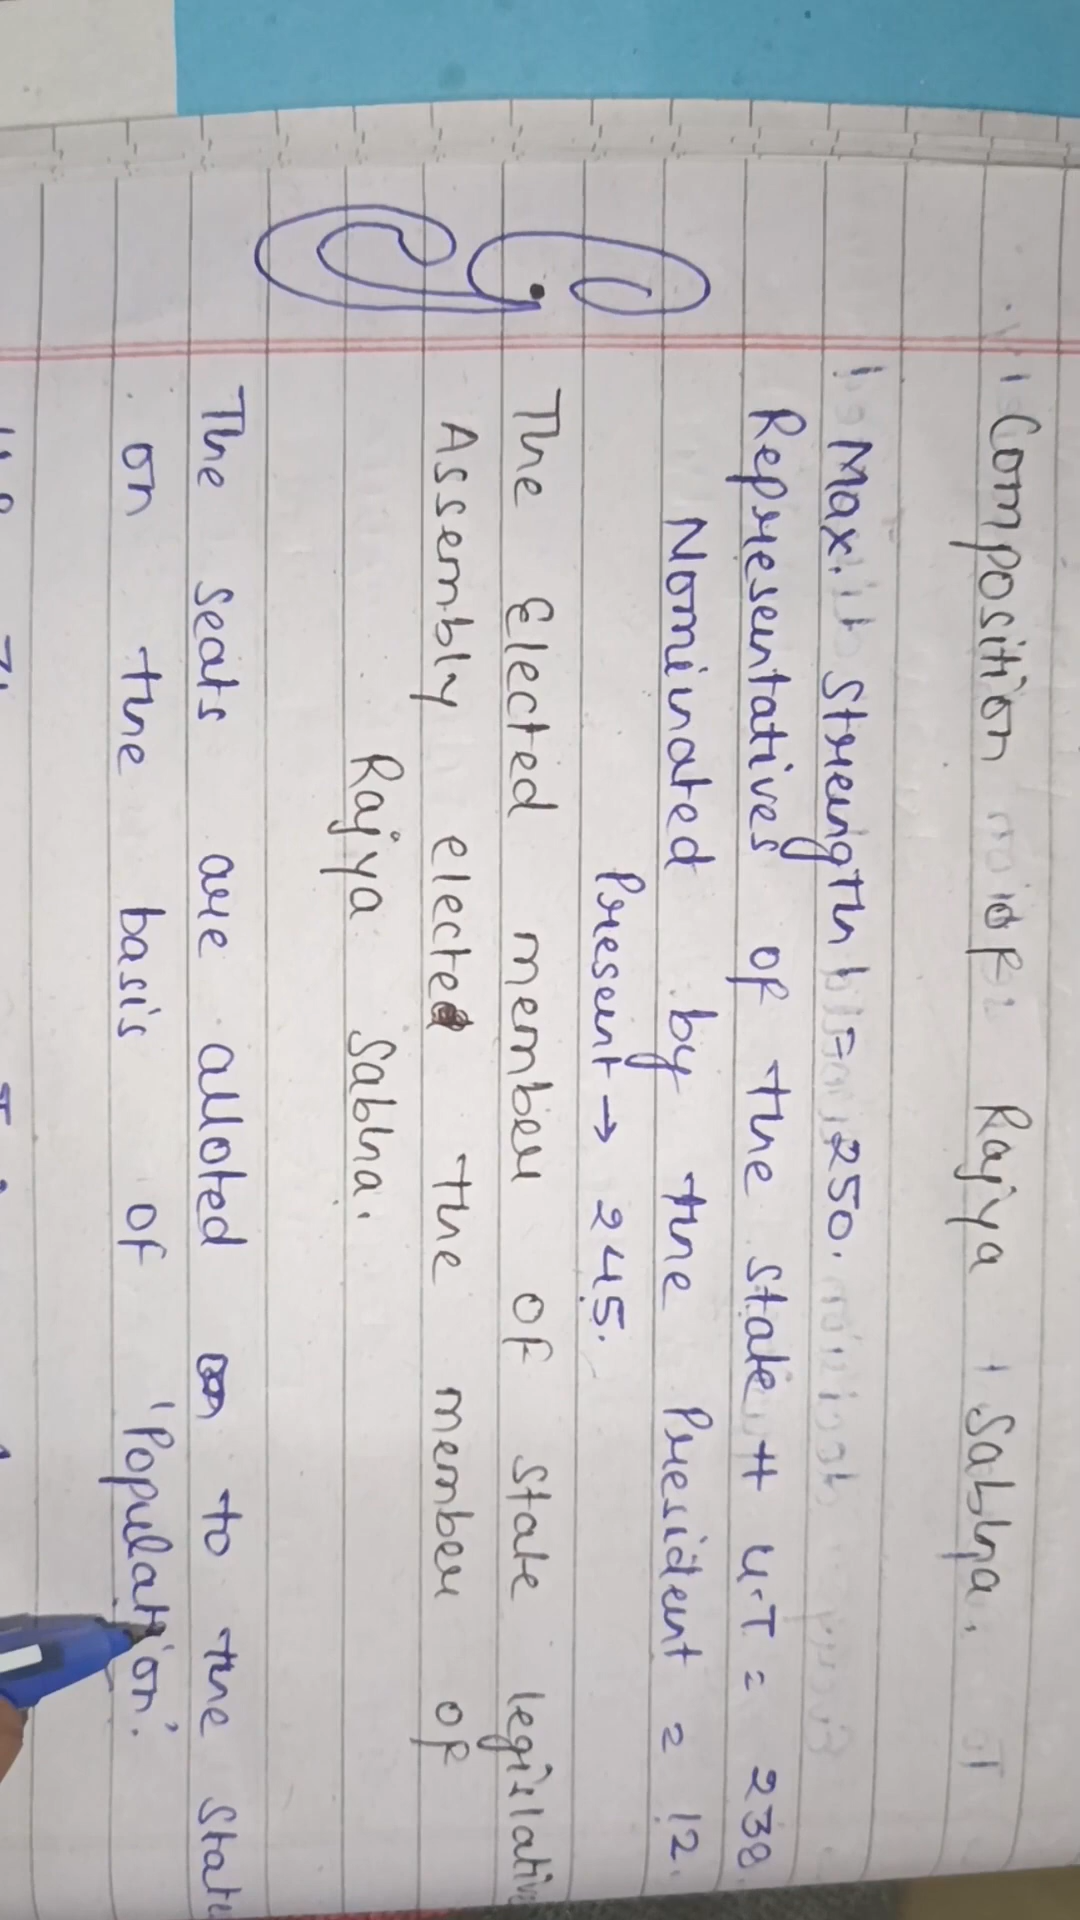 Composition of Rajya Sabha.
Max. Strength = 250.
Representatives of the state + U.T = 238.
Nominated by the President = 12.
Present → 245.
The Elected member of state legislative
Assembly elected the member of
Rajya Sabha.
The seats are alloted to the state
on the basis of 'Population'.